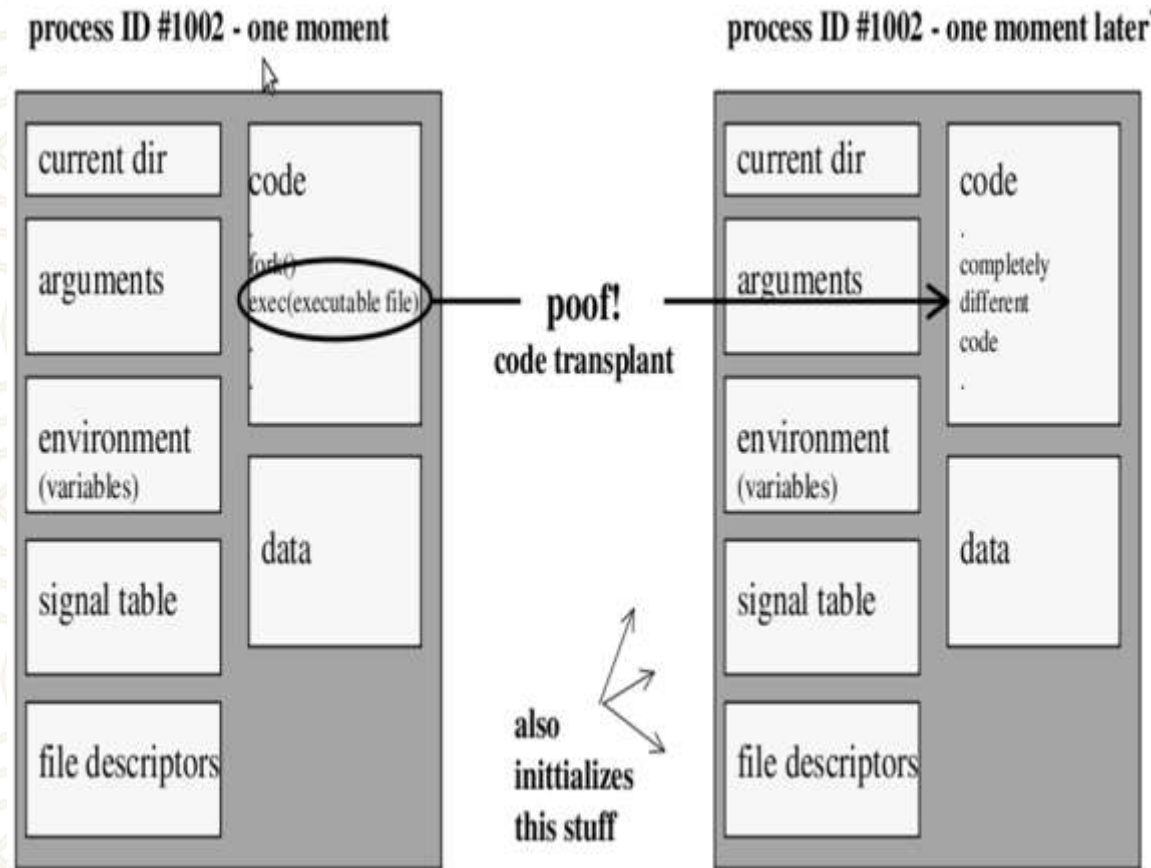 process ID #1002 - one moment
current dir
arguments
environment
(variables)
signal table
file descriptors
code
.
fork()
exec(executable file)
.
.
data
poof!
code transplant
also
inittializes
this stuff
process ID #1002 - one moment later
current dir
arguments
environment
(variables)
signal table
file descriptors
code
.
completely
different
code
.
data